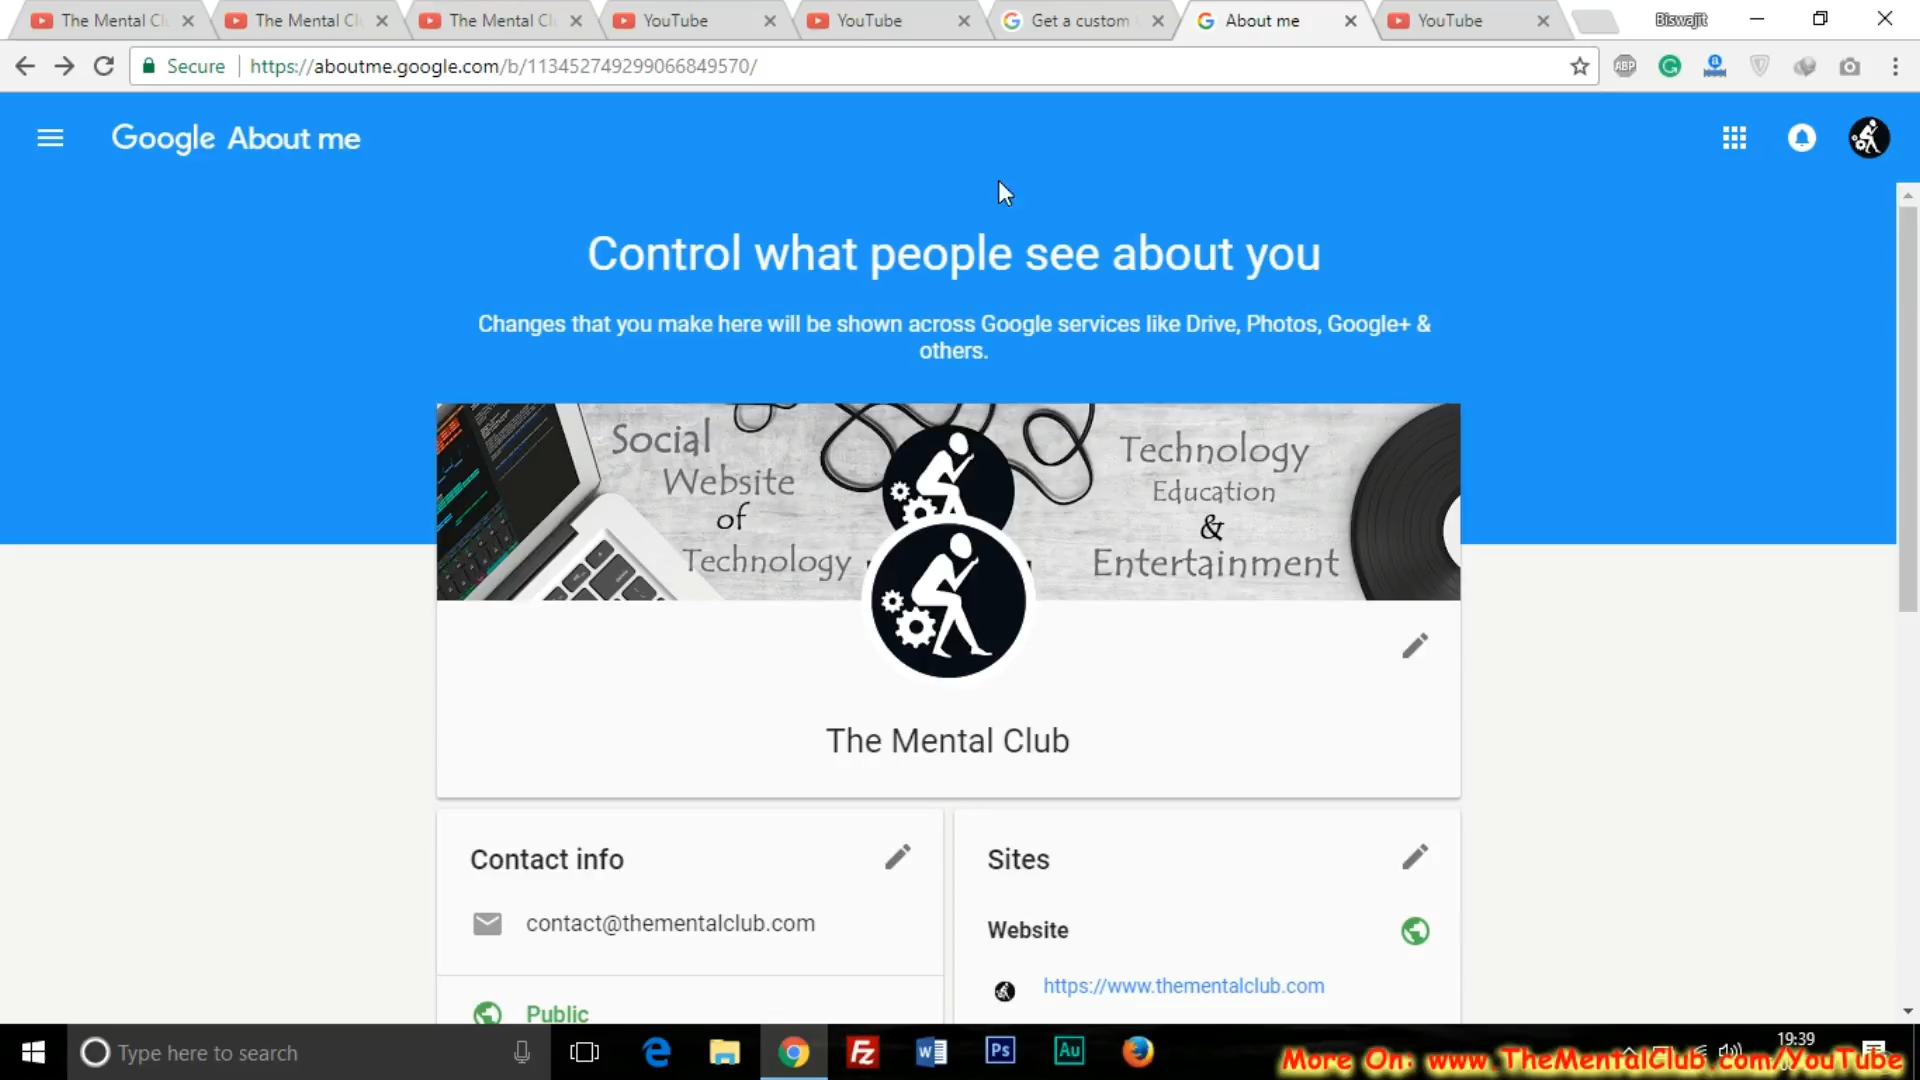 The Mental Cl
The Mental Cl
The Mental Cl
YouTube
YouTube
Get a custom
About me
YouTube
Biswajit
Secure
https://aboutme.google.com/b/113452749299066849570/
ABP
Google About me
Control what people see about you
Changes that you make here will be shown across Google services like Drive, Photos, Google+ &
others.
Social
Website
of
Technology
Technology
Education
&
Entertainment
The Mental Club
Contact info
contact@thementalclub.com
Public
Sites
Website
https://www.thementalclub.com
Type here to search
Fz
W
Ps
Au
19:39
More On: www.TheMentalClub.com/YouTube